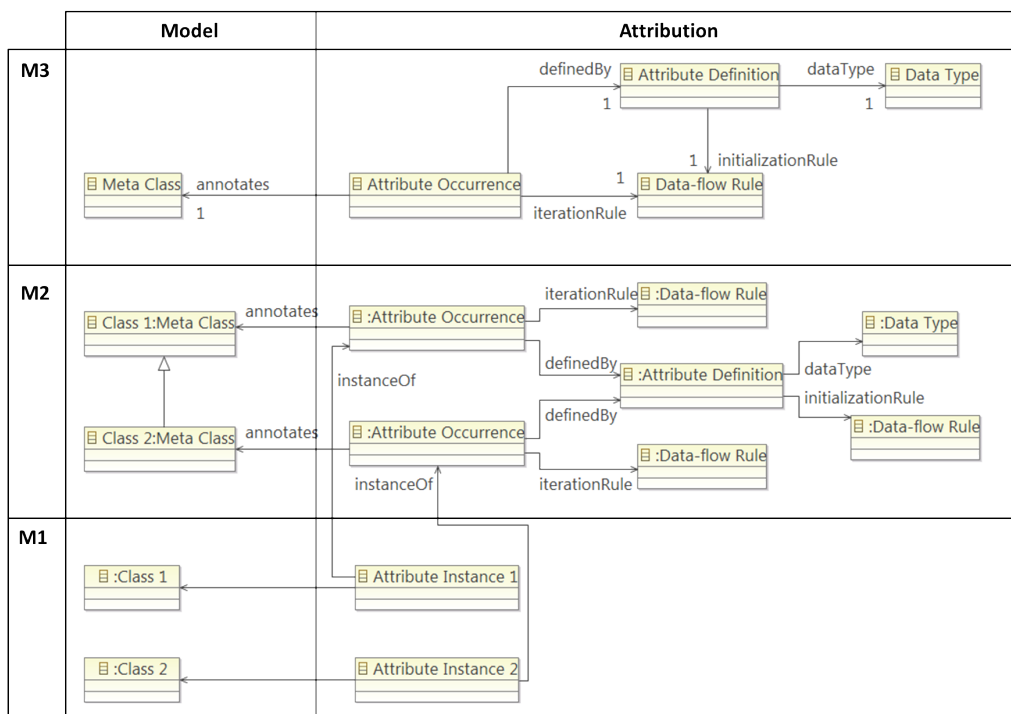 Model
Attribution
M3
definedBy
1
Attribute Definition
dataType
1
Data Type
1
initializationRule
Meta Class
annotates
1
Attribute Occurrence
1
iterationRule
Data-flow Rule
M2
Class 1:Meta Class
annotates
:Attribute Occurrence
iterationRule
:Data-flow Rule
:Data Type
instanceOf
definedBy
:Attribute Definition
dataType
definedBy
initializationRule
Class 2:Meta Class
annotates
:Attribute Occurrence
:Data-flow Rule
:Data-flow Rule
instanceOf
iterationRule
M1
:Class 1
Attribute Instance 1
:Class 2
Attribute Instance 2